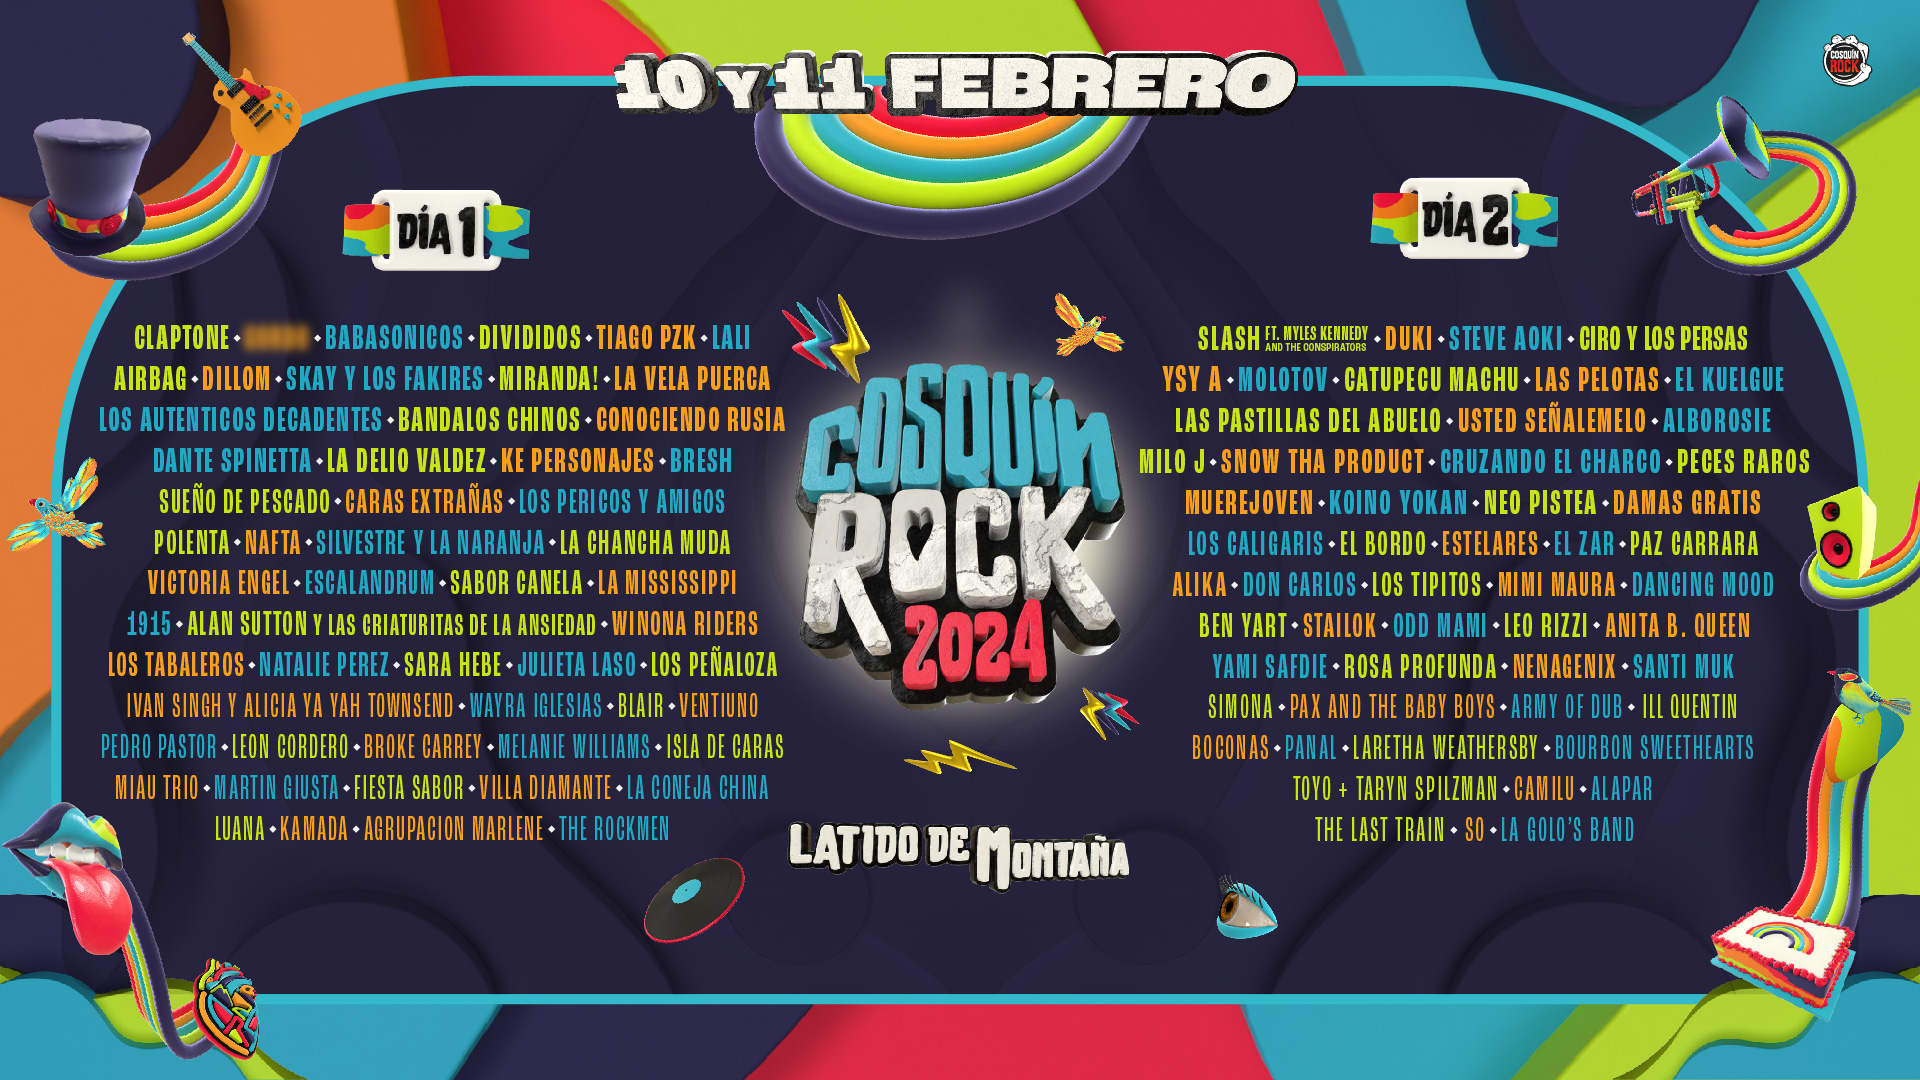 10 Y 11 FEBRERO
COSQUÍN
ROCK
DÍA 1
CLAPTONE • • BABASONICOS • DIVIDIDOS • TIAGO PZK • LALI
AIRBAG • DILLOM • SKAY Y LOS FAKIRES • MIRANDA! • LA VELA PUERCA
LOS AUTENTICOS DECADENTES • BANDALOS CHINOS • CONOCIENDO RUSIA
DANTE SPINETTA • LA DELIO VALDEZ • KE PERSONAJES • BRESH
SUEÑO DE PESCADO • CARAS EXTRAÑAS • LOS PERICOS Y AMIGOS
POLENTA • NAFTA • SILVESTRE Y LA NARANJA • LA CHANCHA MUDA
VICTORIA ENGEL • ESCALANDRUM • SABOR CANELA • LA MISSISSIPPI
1915 • ALAN SUTTON Y LAS CRIATURITAS DE LA ANSIEDAD • WINONA RIDERS
LOS TABALEROS • NATALIE PEREZ • SARA HEBE • JULIETA LASO • LOS PEÑALOZA
IVAN SINGH Y ALICIA YA YAH TOWNSEND • WAYRA IGLESIAS • BLAIR • VENTIUNO
PEDRO PASTOR • LEON CORDERO • BROKE CARREY • MELANIE WILLIAMS • ISLA DE CARAS
MIAU TRIO • MARTIN GIUSTA • FIESTA SABOR • VILLA DIAMANTE • LA CONEJA CHINA
LUANA • KAMADA • AGRUPACION MARLENE • THE ROCKMEN
COSQUÍN
ROCK
2024
LATIDO DE MONTAÑA
DÍA 2
SLASH FT. MYLES KENNEDY AND THE CONSPIRATORS • DUKI • STEVE AOKI • CIRO Y LOS PERSAS
YSY A • MOLOTOV • CATUPECU MACHU • LAS PELOTAS • EL KUELGUE
LAS PASTILLAS DEL ABUELO • USTED SEÑALEMELO • ALBOROSIE
MILO J • SNOW THA PRODUCT • CRUZANDO EL CHARCO • PECES RAROS
MUEREJOVEN • KOINO YOKAN • NEO PISTEA • DAMAS GRATIS
LOS CALIGARIS • EL BORDO • ESTELARES • EL ZAR • PAZ CARRARA
ALIKA • DON CARLOS • LOS TIPITOS • MIMI MAURA • DANCING MOOD
BEN YART • STAILOK • ODD MAMI • LEO RIZZI • ANITA B. QUEEN
YAMI SAFDIE • ROSA PROFUNDA • NENAGENIX • SANTI MUK
SIMONA • PAX AND THE BABY BOYS • ARMY OF DUB • ILL QUENTIN
BOCONAS • PANAL • LARETHA WEATHERSBY • BOURBON SWEETHEARTS
TOYO + TARYN SPILZMAN • CAMILU • ALAPAR
THE LAST TRAIN • SO • LA GOLO'S BAND